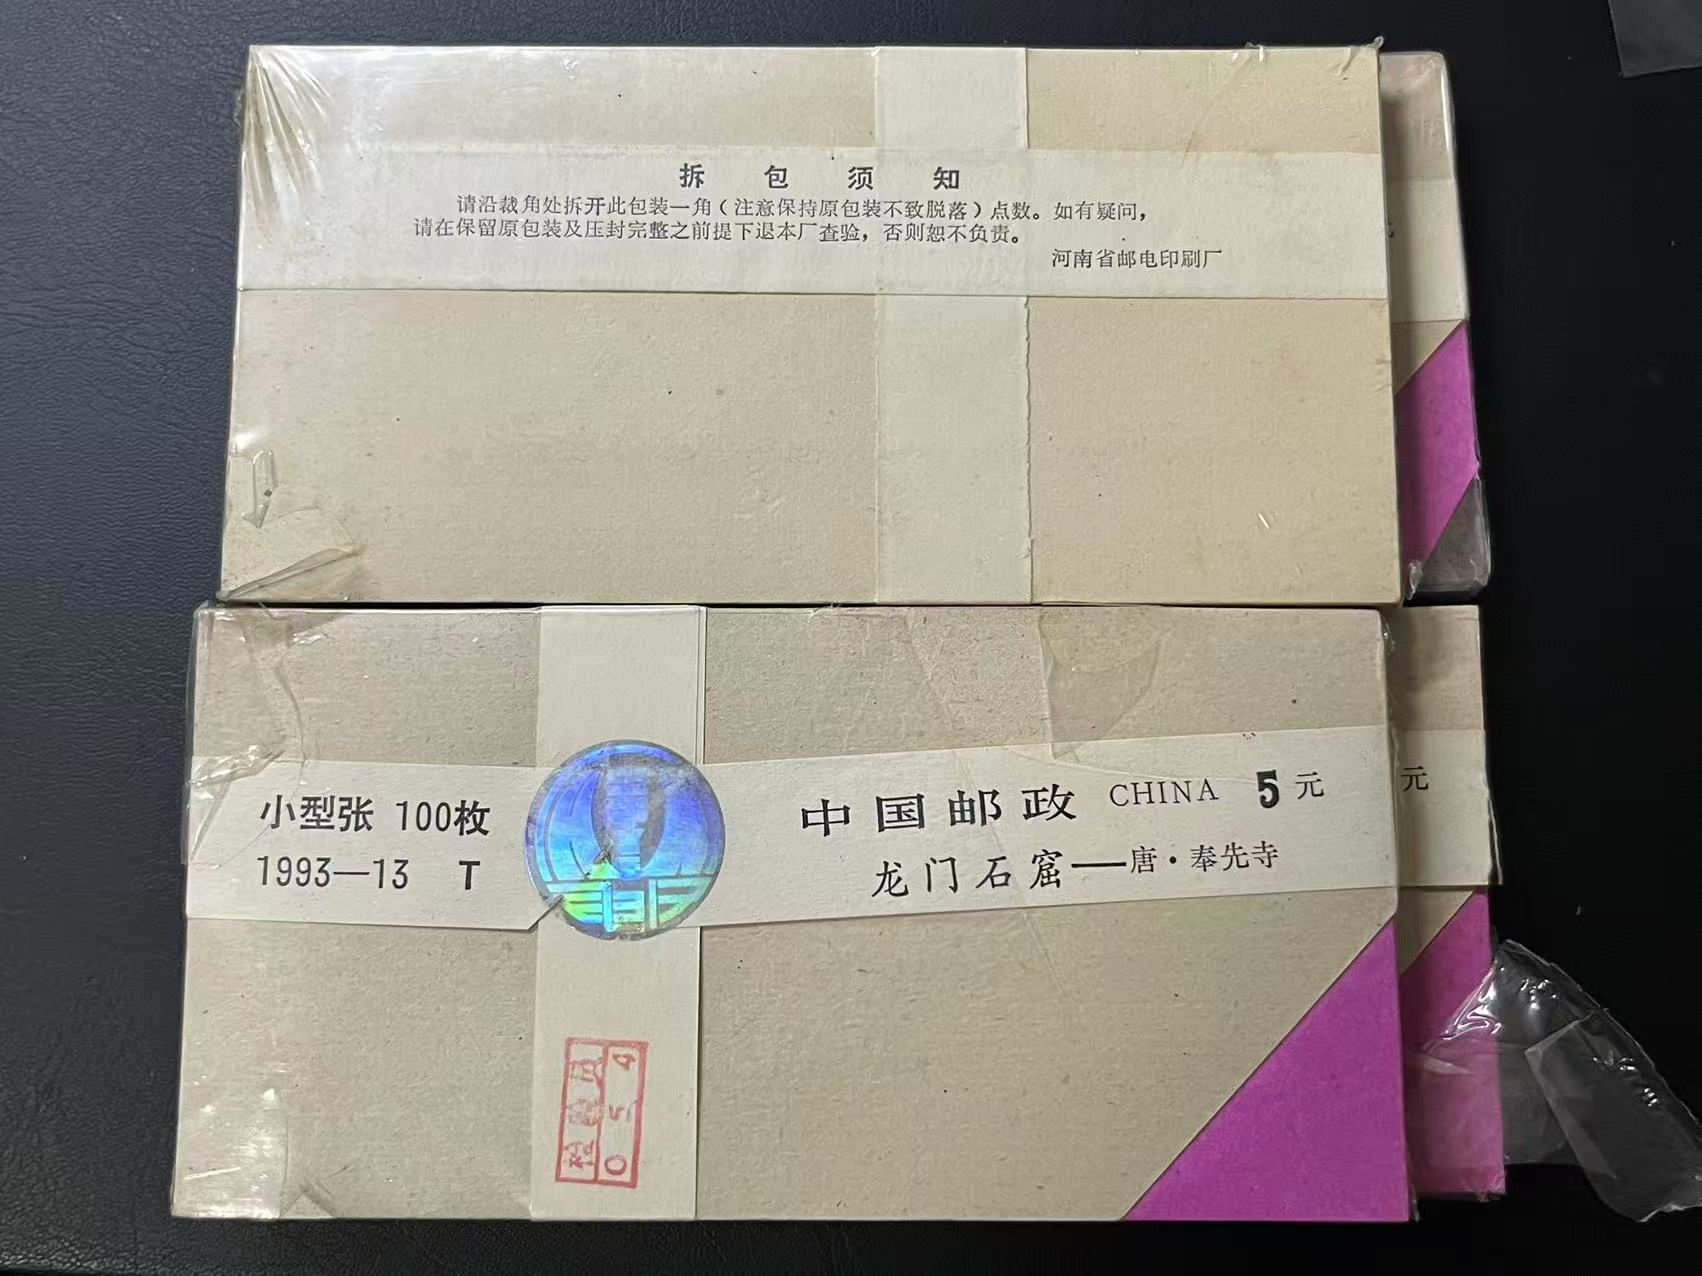 拆包须知
请沿裁角处拆开此包装一角（注意保持原包装不致脱落）点数。如有疑问，
请在保留原包装及压封完整之前提下退本厂查验，否则恕不负责。
河南省邮电印刷厂
小型张 100枚
1993—13 T
中国邮政 CHINA 5元
龙门石窟——唐·奉先寺
元
054